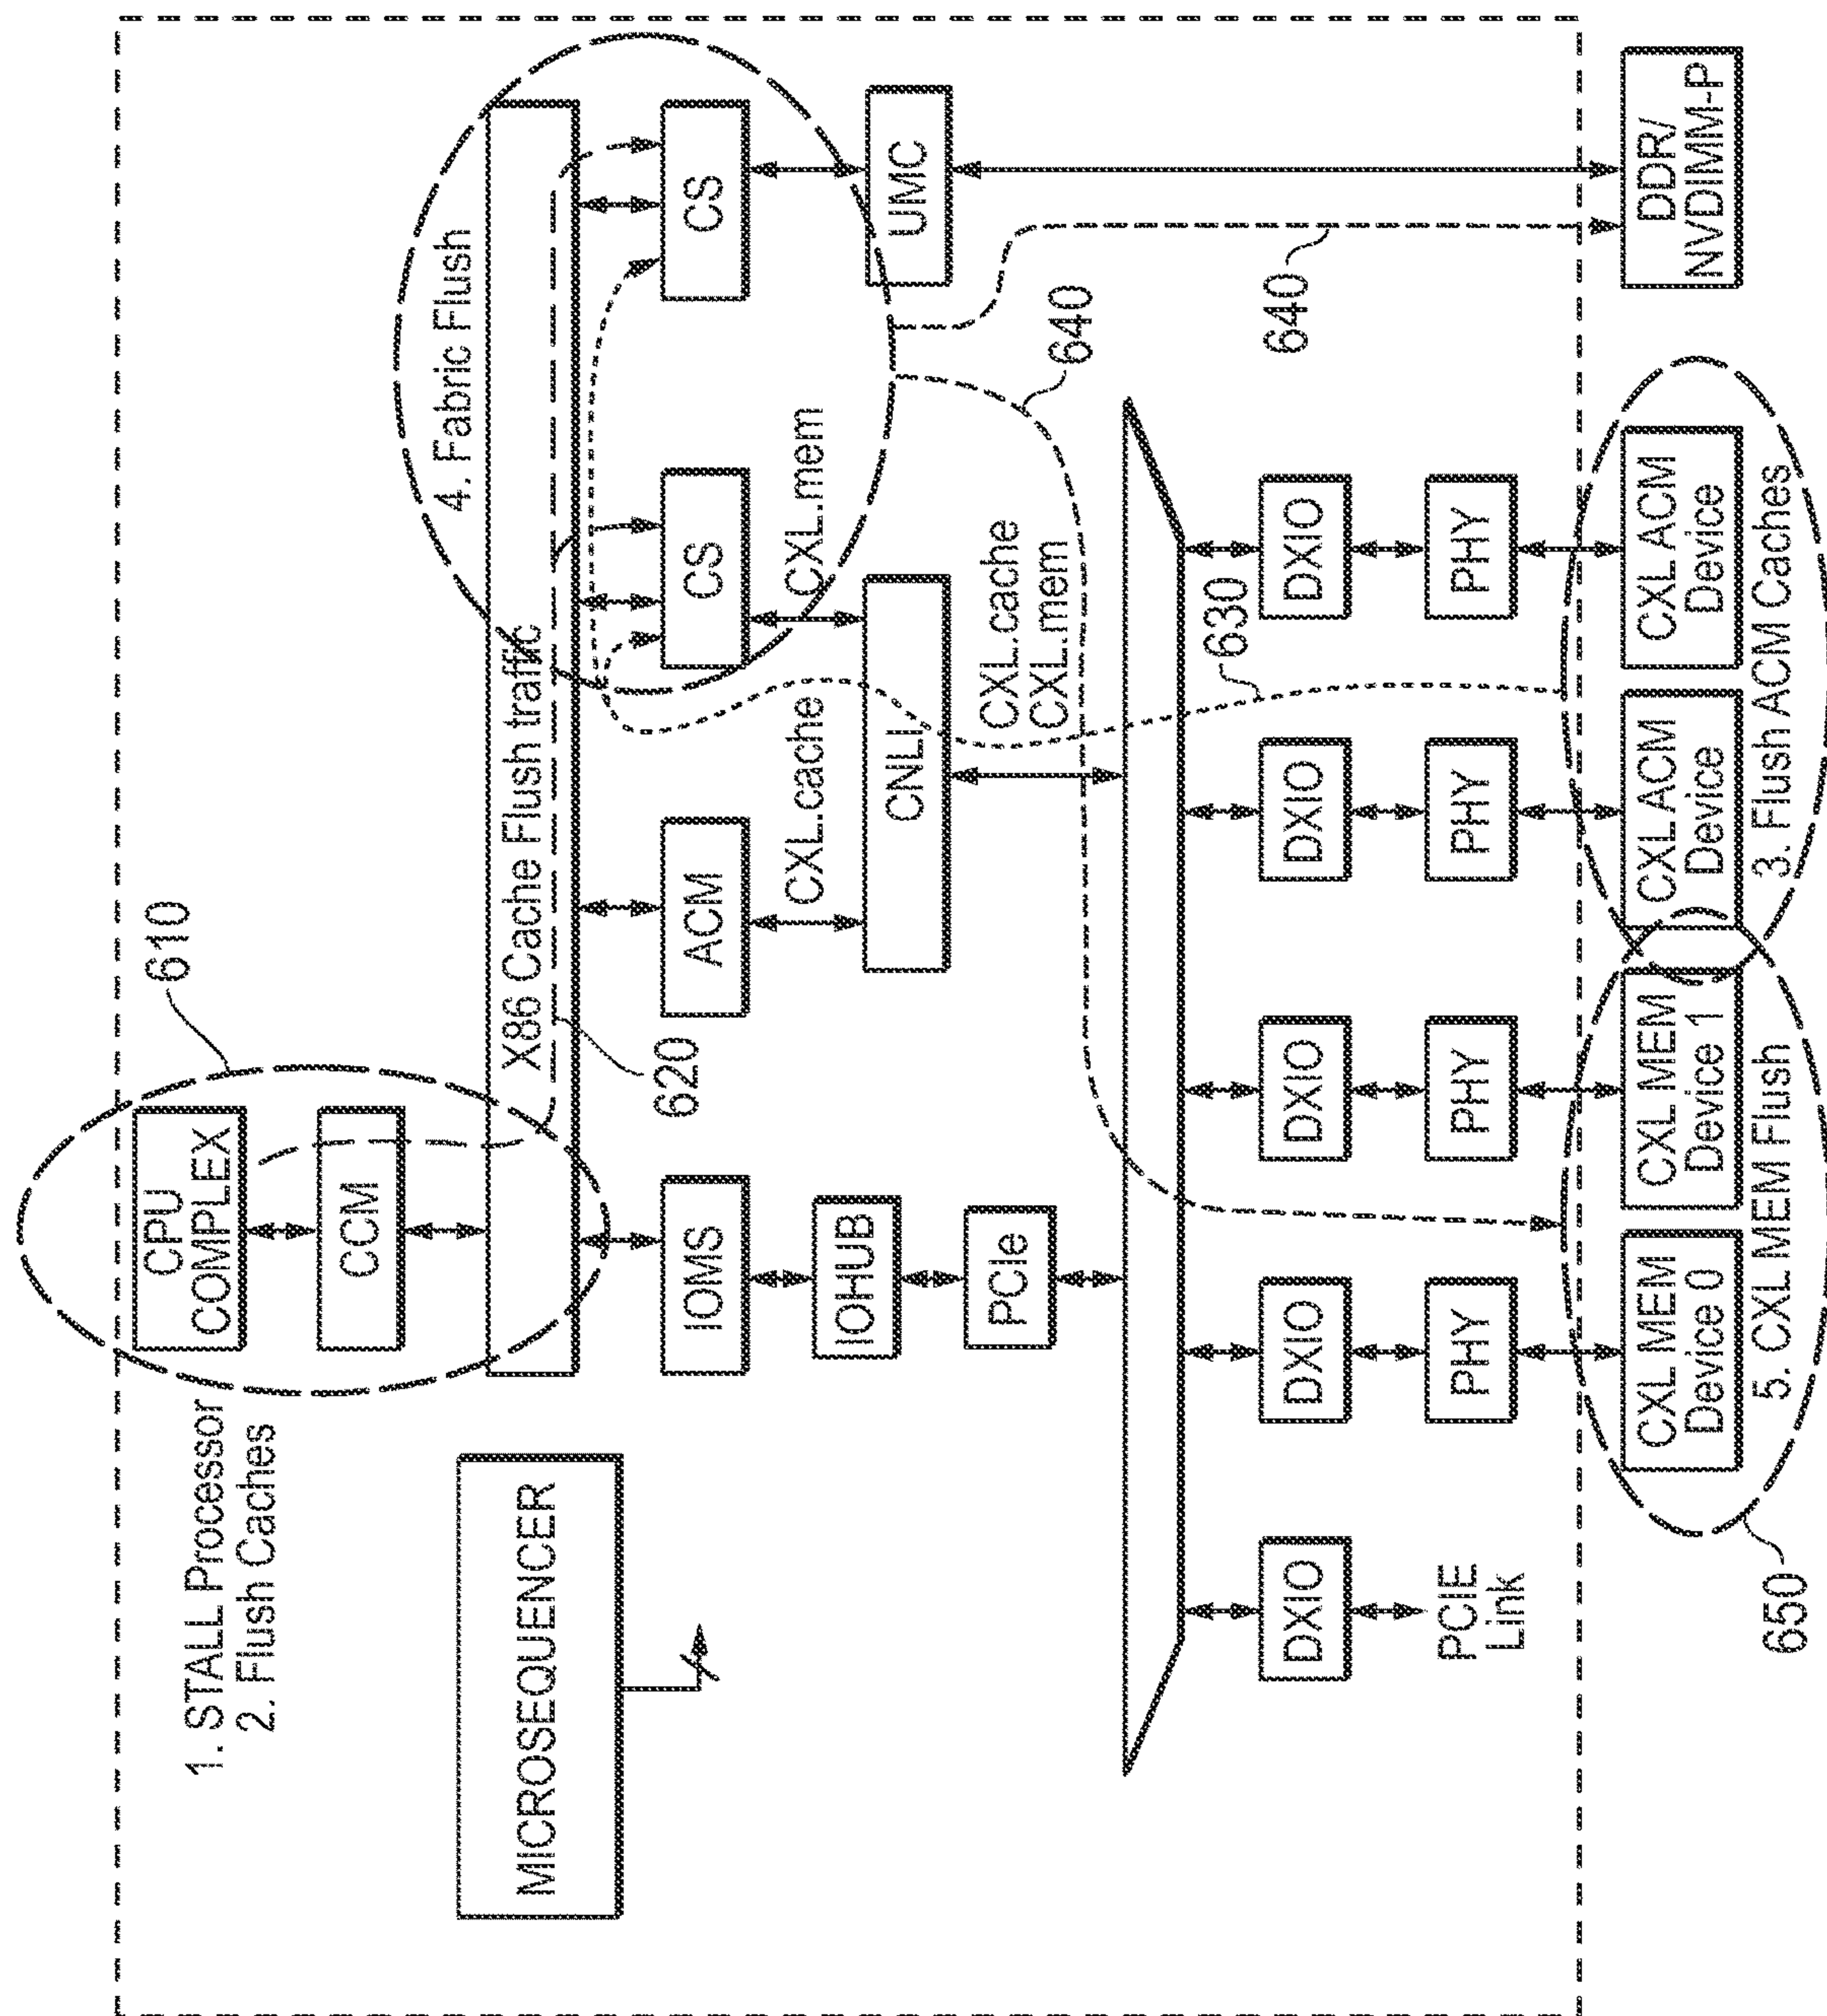 1. STALL Processor
2. Flush Caches
CPU
COMPLEX
CCM
610
MICROSEQUENCER
X86 Cache Flush traffic
620
4. Fabric Flush
IOMS
ACM
CS
CS
CXL.cache
CXL.mem
IOHUB
CNLI
UMC
PCIe
CXL.cache
CXL.mem
640
640
630
DXIO
DXIO
DXIO
DXIO
DXIO
PCIE
Link
PHY
PHY
PHY
PHY
CXL MEM
Device 0
CXL MEM
Device 1
CXL ACM
Device
CXL ACM
Device
DDR/
NVDIMM-P
5. CXL MEM Flush
3. Flush ACM Caches
650